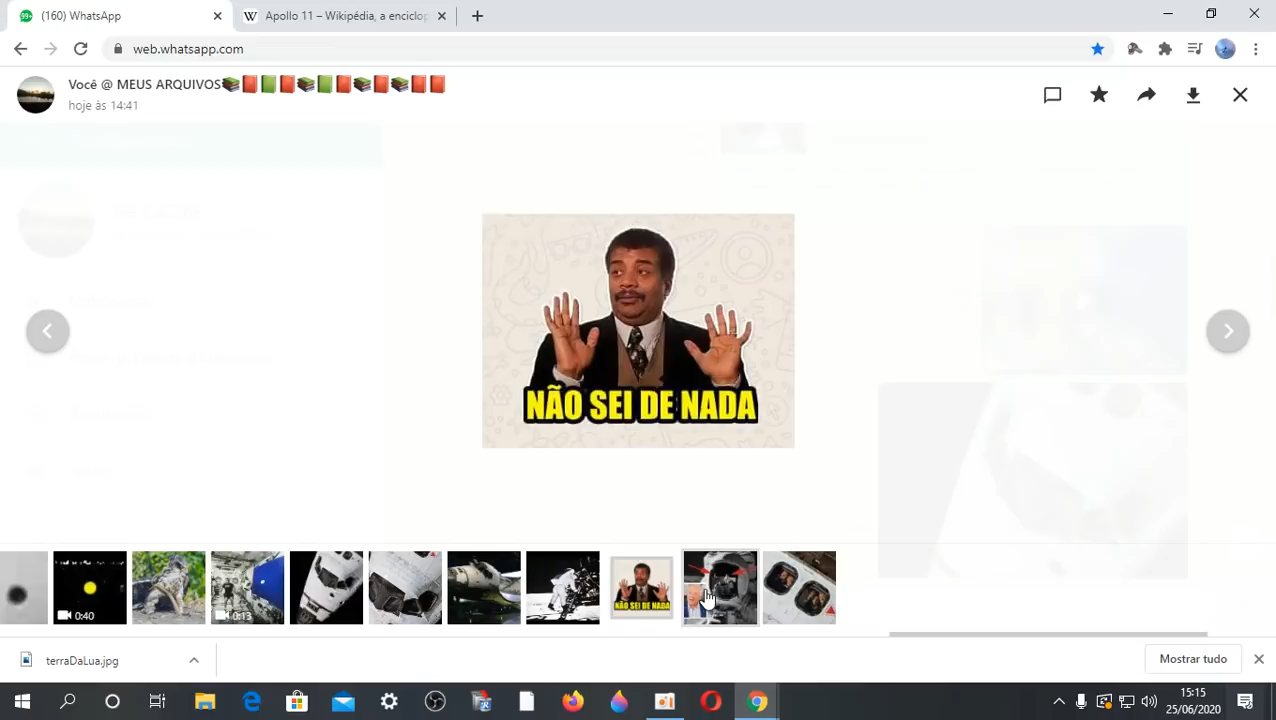 (160) WhatsApp
Apollo 11 – Wikipédia, a enciclop
web.whatsapp.com
Você @ MEUS ARQUIVOS
hoje às 14:41
NÃO SEI DE NADA
0:40
0:13
NÃO SEI DE NADA
terraDaLua.jpg
Mostrar tudo
15:15
25/06/2020